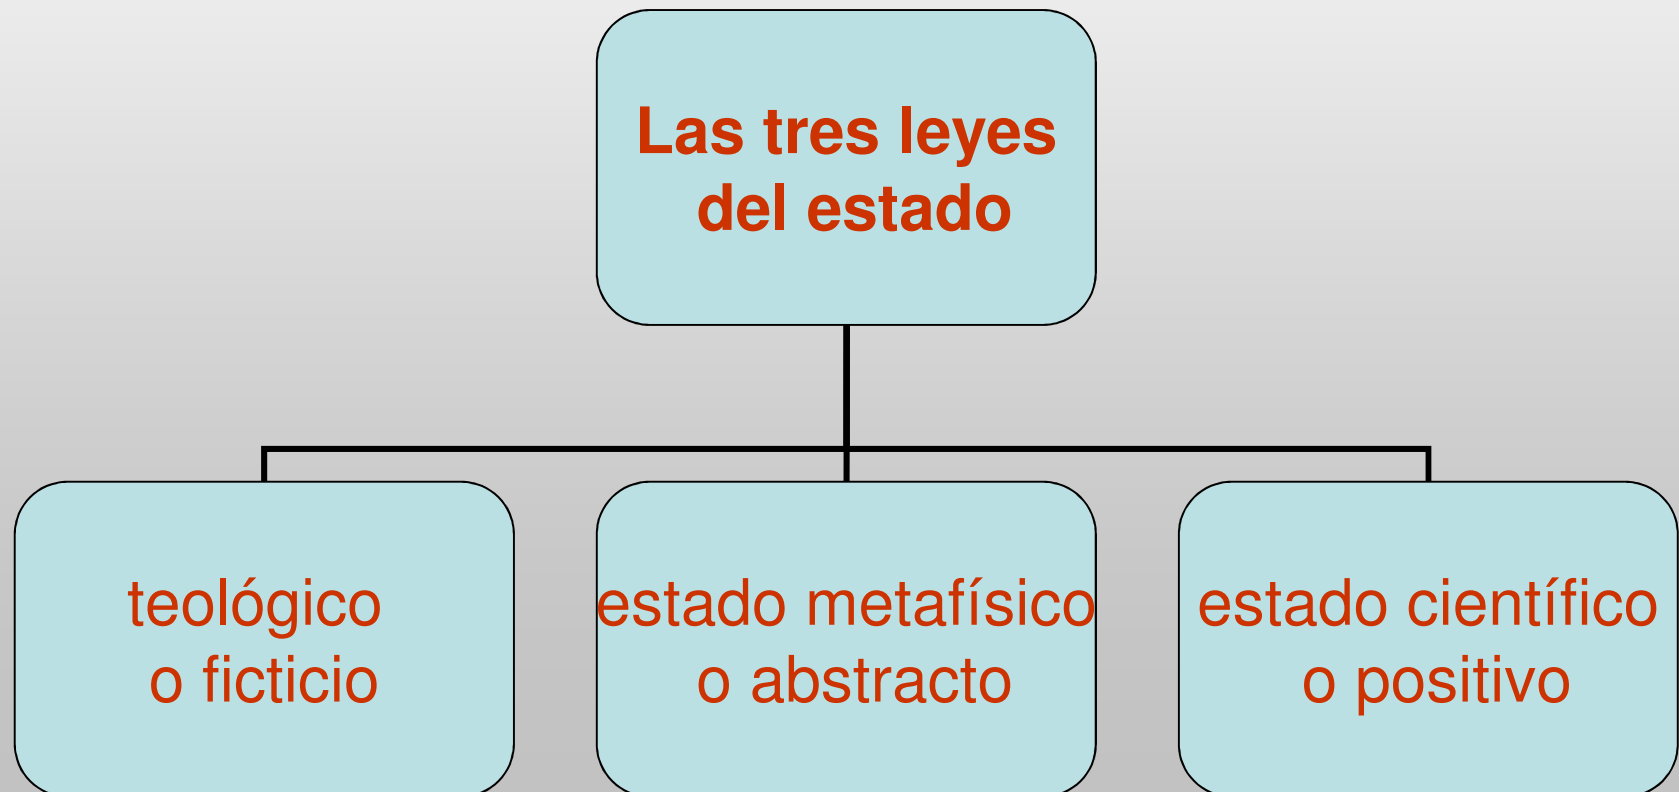 Las tres leyes
del estado
teológico
o ficticio
estado metafísico
o abstracto
estado científico
o positivo